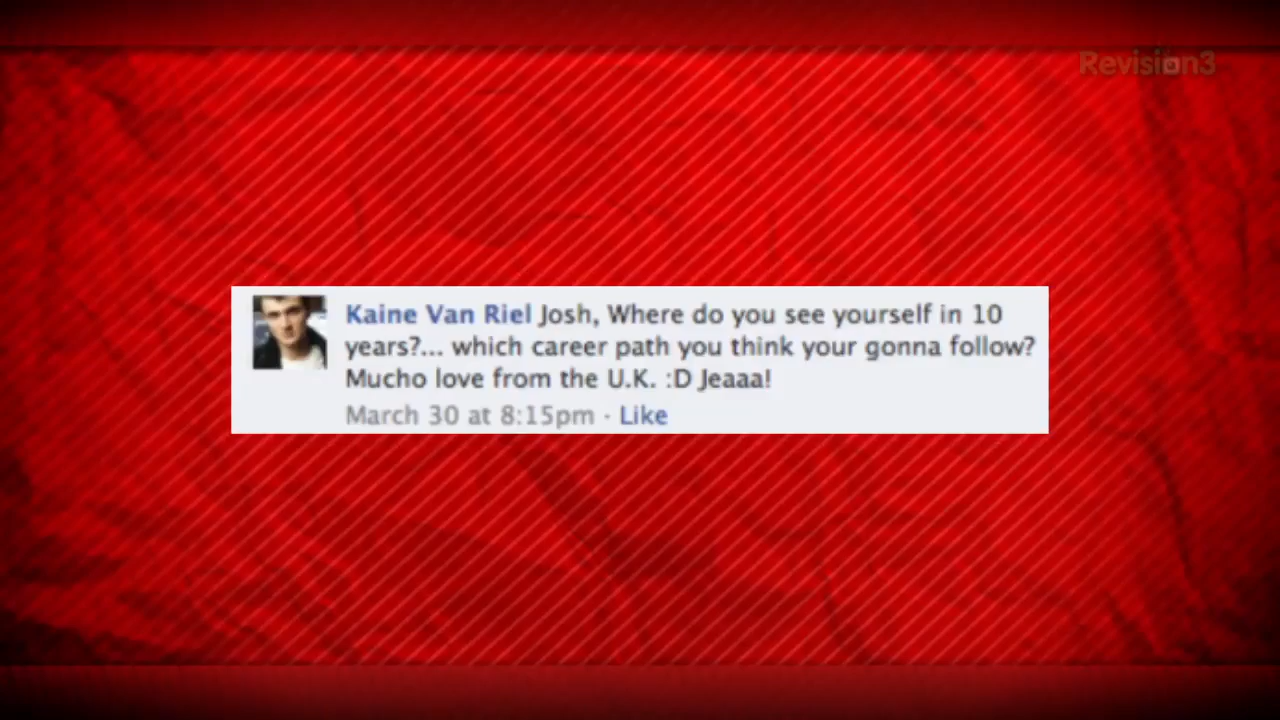 Revision3
Kaine Van Riel Josh, Where do you see yourself in 10
years?... which career path you think your gonna follow?
Mucho love from the U.K. :D Jeaaa!
March 30 at 8:15pm · Like